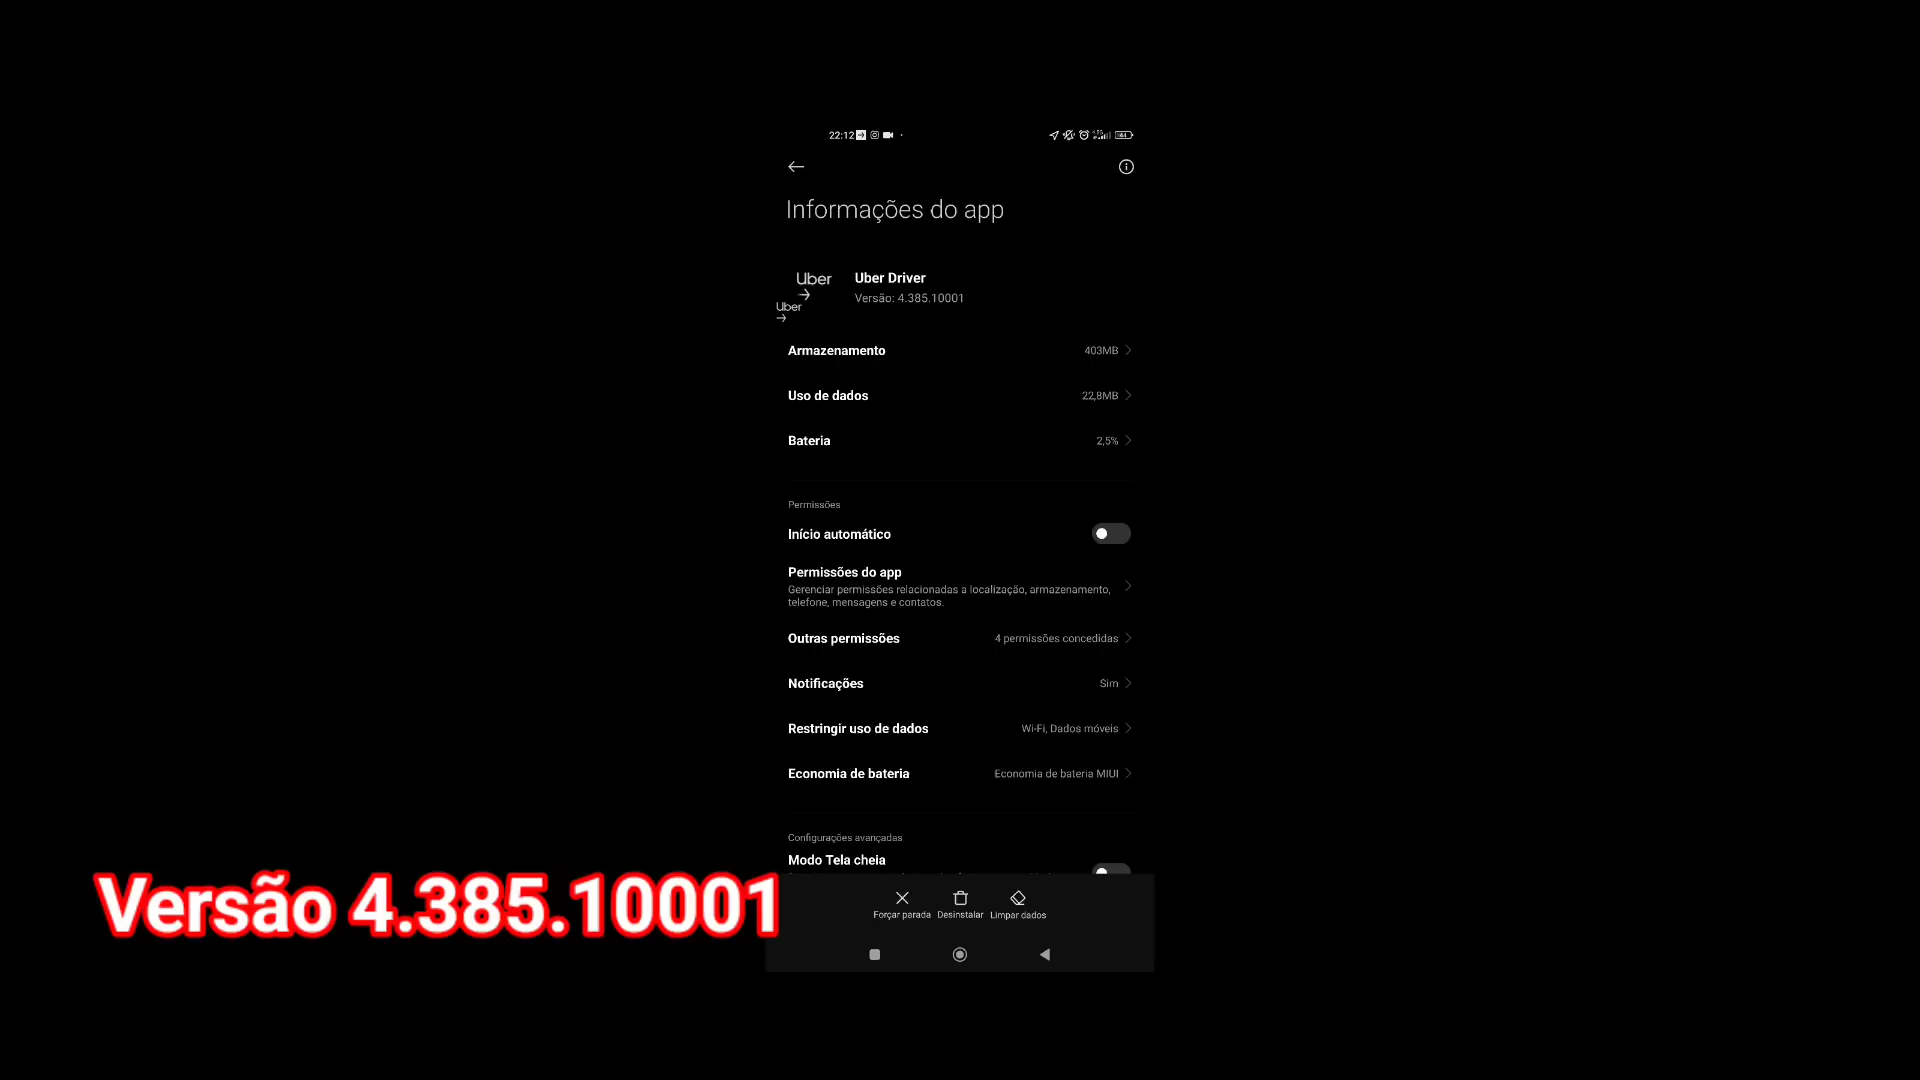 22:12
Informações do app
Uber
Uber Driver
Versão: 4.385.10001
Uber
Armazenamento 403MB
Uso de dados 22,8MB
Bateria 2,5%
Permissões
Início automático
Permissões do app
Gerenciar permissões relacionadas a localização, armazenamento,
telefone, mensagens e contatos.
Outras permissões 4 permissões concedidas
Notificações Sim
Restringir uso de dados Wi-Fi, Dados móveis
Economia de bateria Economia de bateria MIUI
Configurações avançadas
Modo Tela cheia
Versão 4.385.10001
Forçar parada Desinstalar Limpar dados